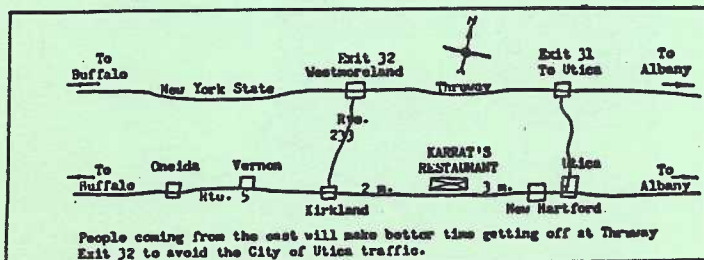 N
To Buffalo
Exit 32
Westmoreland
Exit 31
To Utica
To Albany
New York State
Thruway
Rte.
233
To Buffalo
Oneida
Vernon
KARRAT'S
RESTAURANT
Utica
To Albany
Rte. 5
2 m.
3 m.
Kirkland
New Hartford
People coming from the east will make better time getting off at Thruway
Exit 32 to avoid the City of Utica traffic.